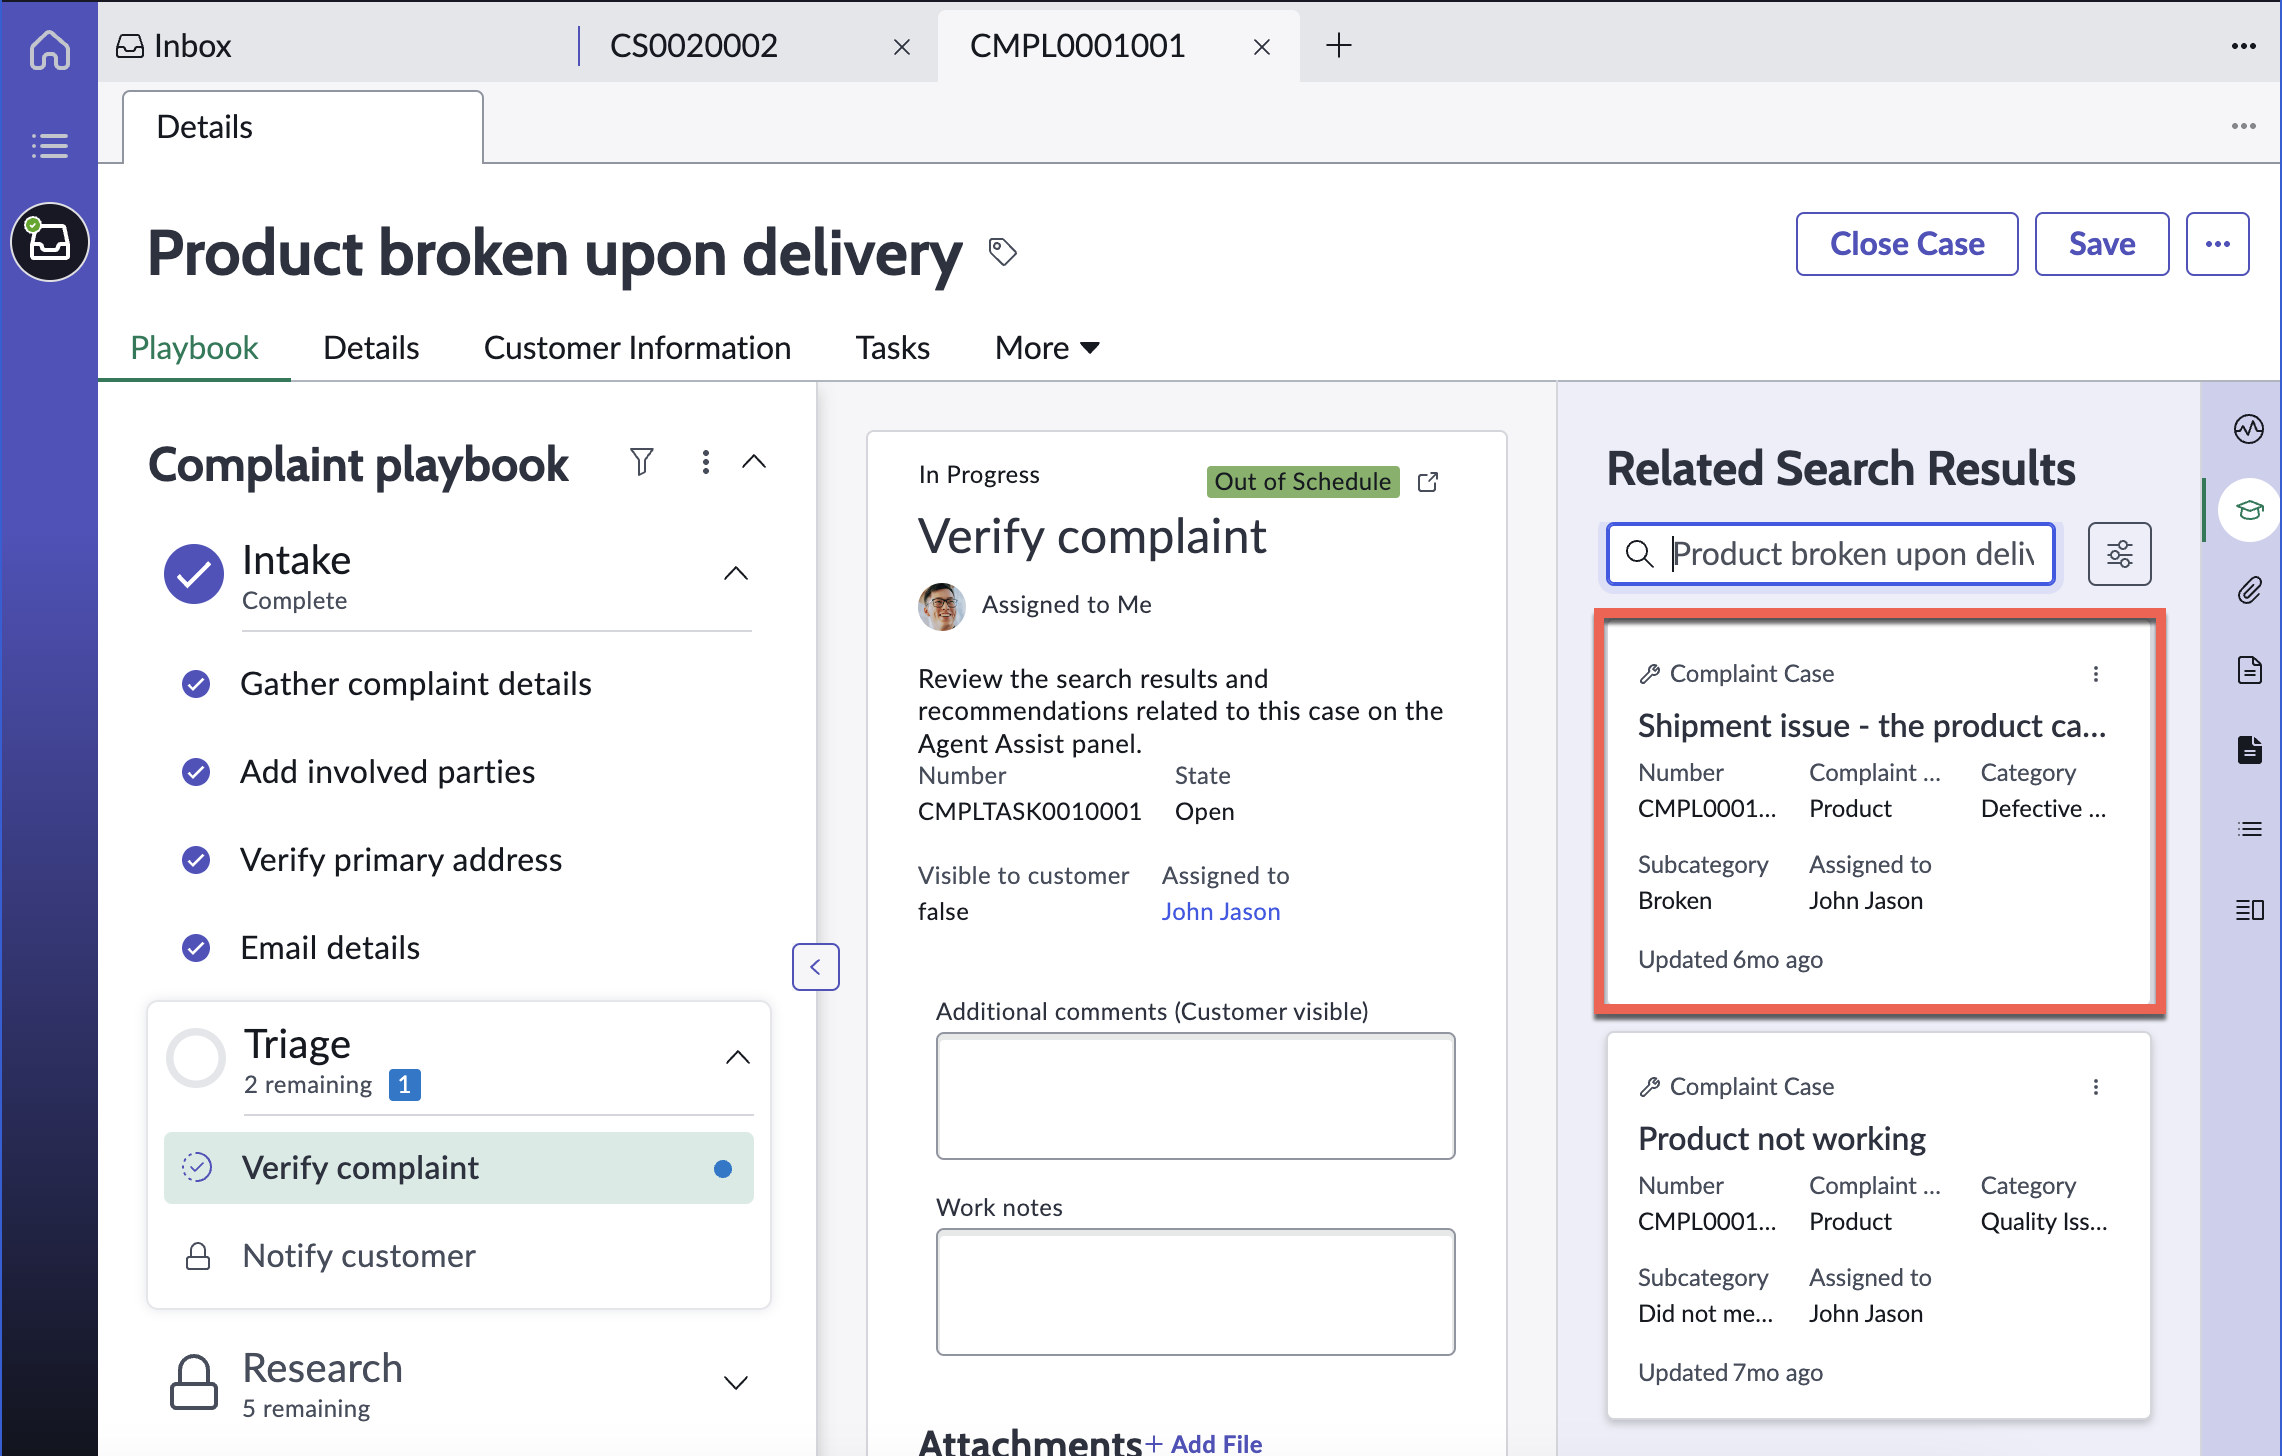 Inbox
CS0020002
CMPL0001001
Details
Product broken upon delivery
Close Case
Save
Playbook
Details
Customer Information
Tasks
More
Complaint playbook
Intake
Complete
Gather complaint details
Add involved parties
Verify primary address
Email details
Triage
2 remaining 1
Verify complaint
Notify customer
Research
5 remaining
In Progress
Out of Schedule
Verify complaint
Assigned to Me
Review the search results and
recommendations related to this case on the
Agent Assist panel.
Number State
CMPLTASK0010001 Open
Visible to customer Assigned to
false John Jason
Additional comments (Customer visible)
Work notes
Attachments + Add File
Related Search Results
Product broken upon deliv
Complaint Case
Shipment issue - the product ca...
Number Complaint ... Category
CMPL0001... Product Defective ...
Subcategory Assigned to
Broken John Jason
Updated 6mo ago
Complaint Case
Product not working
Number Complaint ... Category
CMPL0001... Product Quality Iss...
Subcategory Assigned to
Did not me... John Jason
Updated 7mo ago